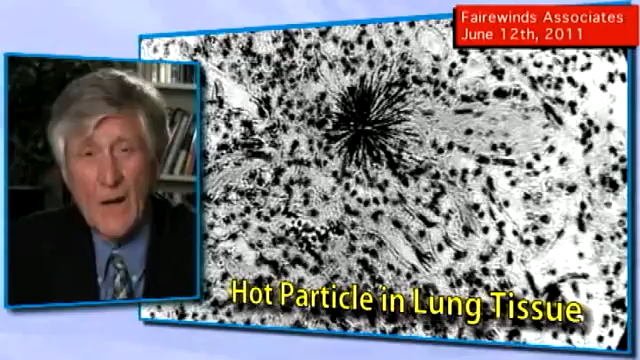 Fairewinds Associates
June 12th, 2011
Hot Particle in Lung Tissue